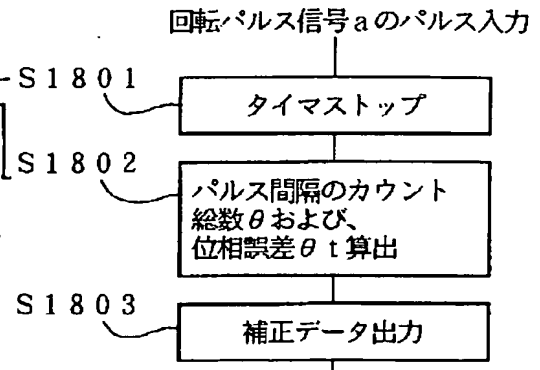 回転パルス信号aのパルス入力
S1801
タイマストップ
S1802
パルス間隔のカウント
総数θおよび、
位相誤差θt算出
S1803
補正データ出力